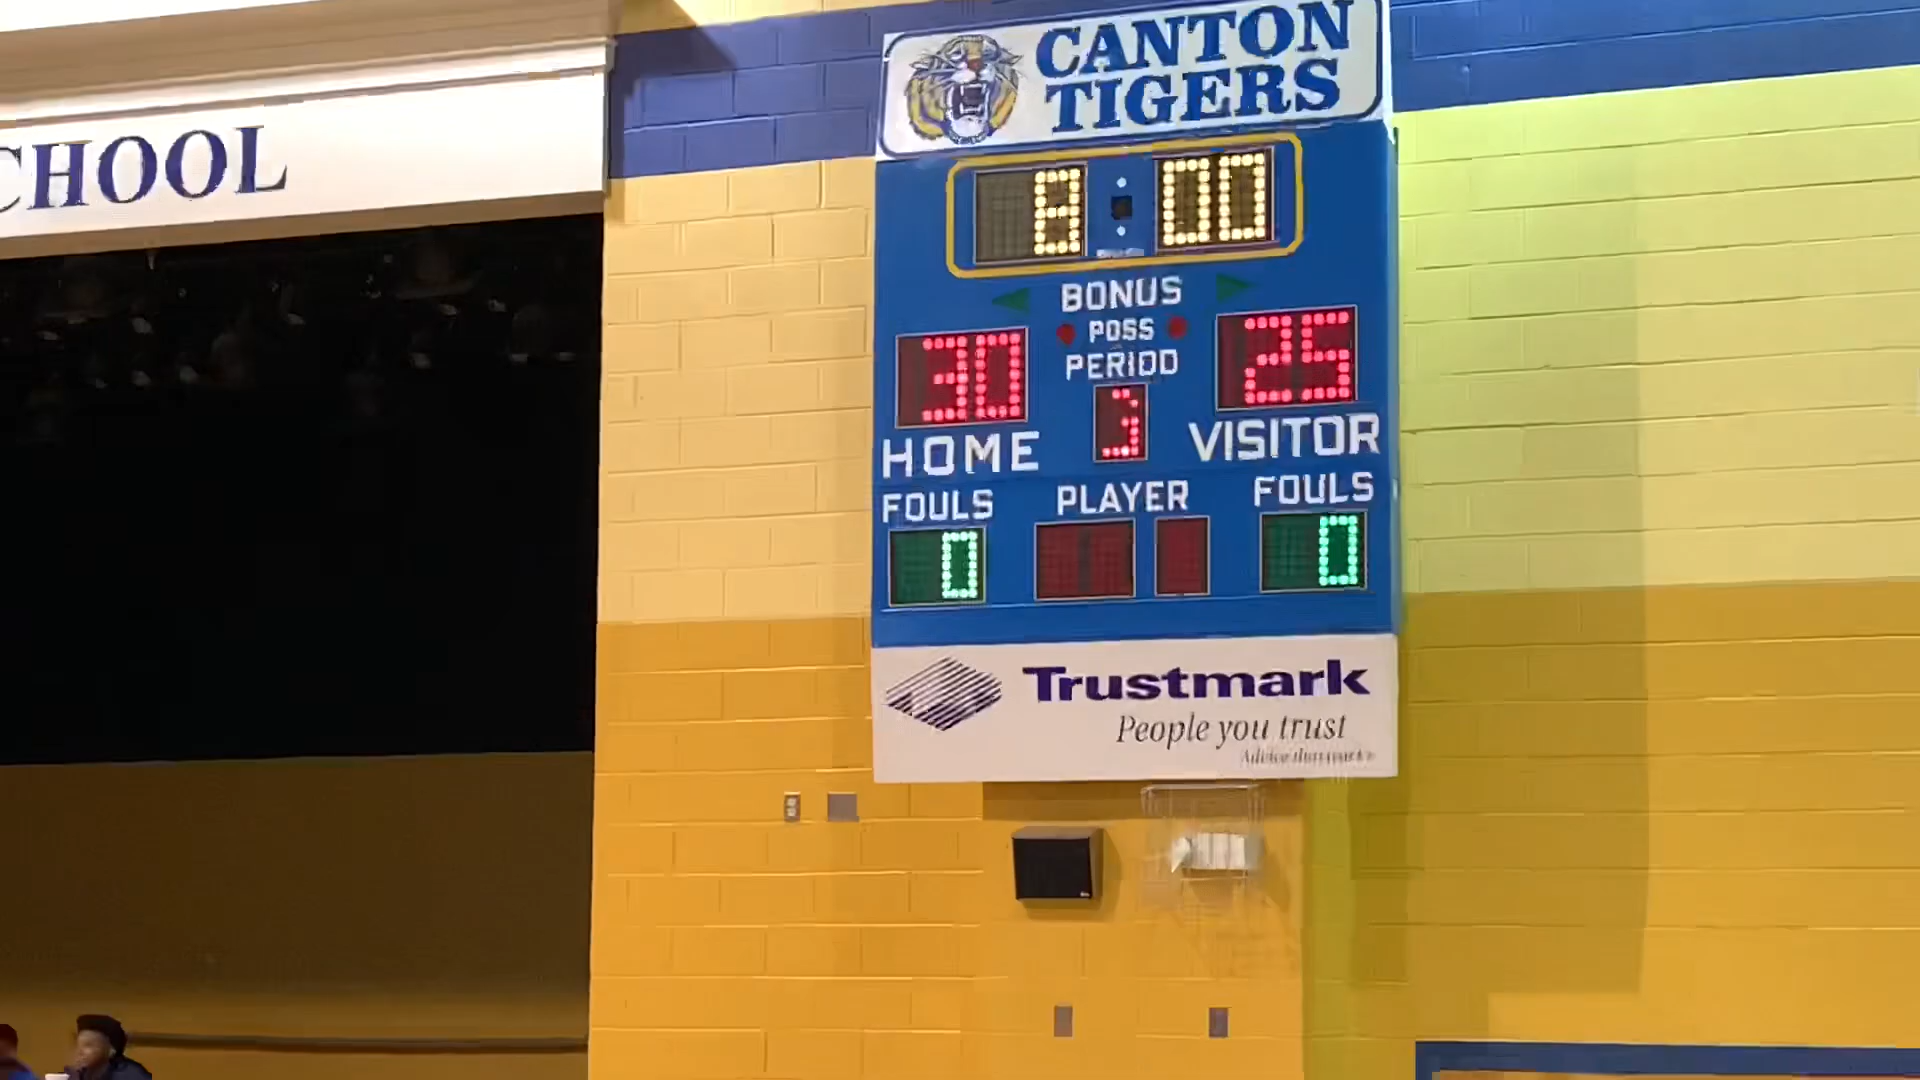 CHOOL
CANTON
TIGERS
8:00
BONUS
POSS
PERIOD
30 3 25
HOME VISITOR
FOULS PLAYER FOULS
0 0
Trustmark
People you trust